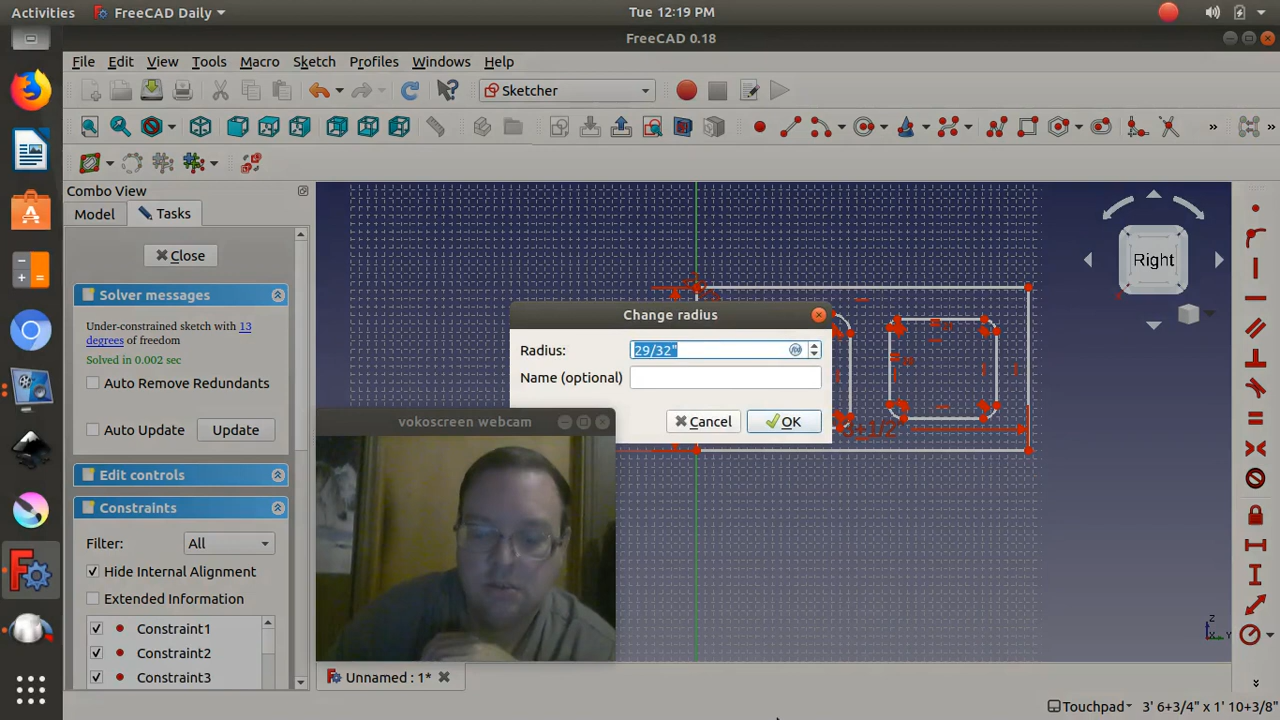 Activities
FreeCAD Daily
Tue 12:19 PM
FreeCAD 0.18
File Edit View Tools Macro Sketch Profiles Windows Help
Sketcher
Combo View
Model Tasks
Close
Solver messages
Under-constrained sketch with 13
degrees of freedom
Solved in 0.002 sec
Auto Remove Redundants
Auto Update Update
Edit controls
Constraints
Filter: All
Hide Internal Alignment
Extended Information
Constraint1
Constraint2
Constraint3
Change radius
Radius: 29/32"
Name (optional)
Cancel OK
vokoscreen webcam
Right
Z
Y
X
Unnamed : 1*
Touchpad 3' 6+3/4" x 1' 10+3/8"